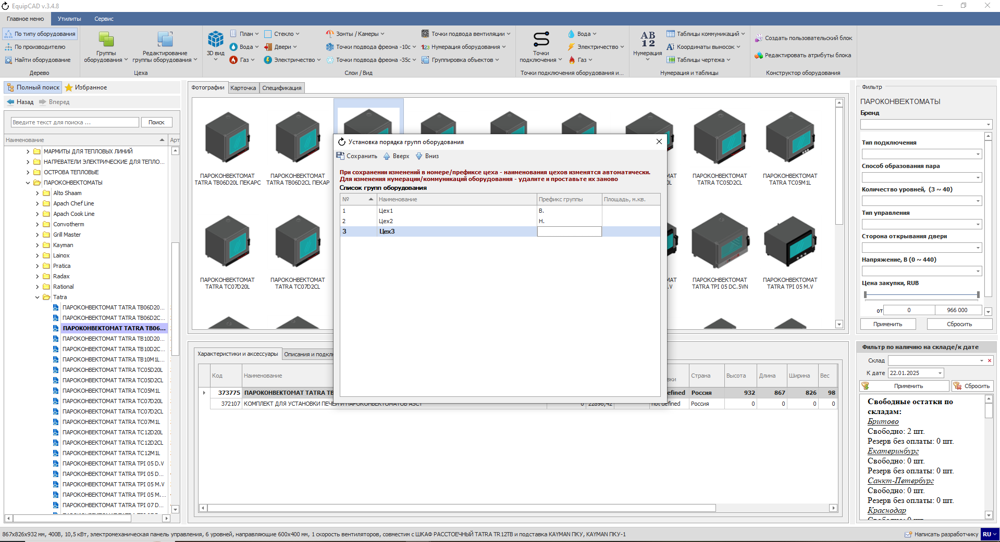 EquipCAD v.3.4.8
Главное меню
Утилиты
Сервис
По типу оборудования
По производителю
Найти оборудование
Дерево
Группы
оборудования
Редактирование
группы оборудования
Цеха
3D вид
План
Вода
Газ
Стекло
Двери
Электричество
Зонты / Камеры
Точки подвода фреона -10с
Точки подвода фреона -35с
Точки подвода вентиляции
123 Нумерация оборудования
Группировка объектов
Слои / Вид
Точки
подключения
Вода
Электричество
Газ
Точки подключения оборудования и...
AB
12
Нумерация
Таблицы коммуникаций
Координаты выносок
Таблицы чертежа
Нумерация и таблицы
Создать пользовательский блок
Редактировать атрибуты блока
Конструктор оборудования
Полный поиск
Избранное
Назад
Вперед
Введите текст для поиска ...
Поиск
Наименование
Арт
МАРМИТЫ ДЛЯ ТЕПЛОВЫХ ЛИНИЙ
НАГРЕВАТЕЛИ ЭЛЕКТРИЧЕСКИЕ ДЛЯ ТЕПЛО...
ОСТРОВА ТЕПЛОВЫЕ
ПАРОКОНВЕКТОМАТЫ
Alto Shaam
Apach Chef Line
Apach Cook Line
Convotherm
Grill Master
Kayman
Lainox
Pratica
Radax
Rational
Tatra
ПАРОКОНВЕКТОМАТ TATRA TB06D20...
ПАРОКОНВЕКТОМАТ TATRA TB06D2C...
ПАРОКОНВЕКТОМАТ TATRA TB06...
ПАРОКОНВЕКТОМАТ TATRA TB10D20...
ПАРОКОНВЕКТОМАТ TATRA TB10D2C...
ПАРОКОНВЕКТОМАТ TATRA TB10M1L...
ПАРОКОНВЕКТОМАТ TATRA TC05D20L
ПАРОКОНВЕКТОМАТ TATRA TC05D2CL
ПАРОКОНВЕКТОМАТ TATRA TC05M1L
ПАРОКОНВЕКТОМАТ TATRA TC07D20L
ПАРОКОНВЕКТОМАТ TATRA TC07D2CL
ПАРОКОНВЕКТОМАТ TATRA TC07M1L
ПАРОКОНВЕКТОМАТ TATRA TC12D20L
ПАРОКОНВЕКТОМАТ TATRA TC12D2CL
ПАРОКОНВЕКТОМАТ TATRA TC12M1L
ПАРОКОНВЕКТОМАТ TATRA TPI 05 D.V
ПАРОКОНВЕКТОМАТ TATRA TPI 05 D...
ПАРОКОНВЕКТОМАТ TATRA TPI 05 M.V
ПАРОКОНВЕКТОМАТ TATRA TPI 05 M....
ПАРОКОНВЕКТОМАТ TATRA TPI 07 D...
Фотографии
Карточка
Спецификация
ПАРОКОНВЕКТОМАТ
TATRA TB06D20L ПЕКАРС
ПАРОКОНВЕКТОМАТ
TATRA TB06D2CL ПЕКАР
ПАРОКОНВЕКТОМАТ
TATRA TC05D2CL
ПАРОКОНВЕКТОМАТ
TATRA TC05M1L
ПАРОКОНВЕКТОМАТ
TATRA TC07D20L
ПАРОКОНВЕКТОМАТ
TATRA TC07D2CL
ПАРОКОНВЕКТОМАТ
TATRA TPI 05 DC.5VN
ПАРОКОНВЕКТОМАТ
TATRA TPI 05 M.V
Установка порядка групп оборудования
Сохранить
Вверх
Вниз
При сохранении изменений в номере/префиксе цеха - наименования цехов изменятся автоматически.
Для изменения нумерации/коммуникаций оборудования - удалите и проставьте их заново
Список групп оборудования
№ Наименование Префикс группы Площадь, м.кв.
1 Цех1 В.
2 Цех2 Н.
3 Цех3
Характеристики и аксессуары
Описания и подкл
Код Наименование Страна Высота Длина Ширина Вес
373775 ПАРОКОНВЕКТОМАТ TATRA TB efined Россия 932 867 826 98
372107 КОМПЛЕКТ ДЛЯ УСТАНОВКИ ПЕЧЕЙ И ПАРОКОНВЕКТОМАТОВ ASCT 0 22896,42 not defined Россия 0 0 0 0
Фильтр
ПАРОКОНВЕКТОМАТЫ
Бренд
Тип подключения
Способ образования пара
Количество уровней, (3 ~ 40)
Тип управления
Сторона открывания двери
Напряжение, В (0 ~ 440)
Цена закупки, RUB
от 0 966 000
Применить
Сбросить
Фильтр по наличию на складе/к дате
Склад
К дате 22.01.2025
Применить
Сбросить
Свободные остатки по
складам:
Бритово
Свободно: 2 шт.
Резерв без оплаты: 0 шт.
Екатеринбург
Свободно: 0 шт.
Резерв без оплаты: 0 шт.
Санкт-Петербург
Свободно: 0 шт.
Резерв без оплаты: 0 шт.
Краснодар
867x826x932 мм, 400В, 10,5 кВт, электромеханическая панель управления, 6 уровней, направляющие 600x400 мм, 1 скорость вентиляторов, совместим с ШКАФ РАССТОЕЧНЫЙ TATRA TR12TB и подставка KAYMAN ПКУ, KAYMAN ПКУ-1
Написать разработчику
RU